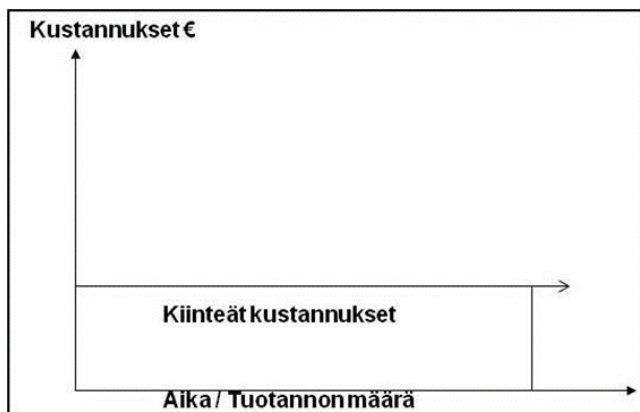 Kustannukset €
Kiinteät kustannukset
Aika / Tuotannon määrä